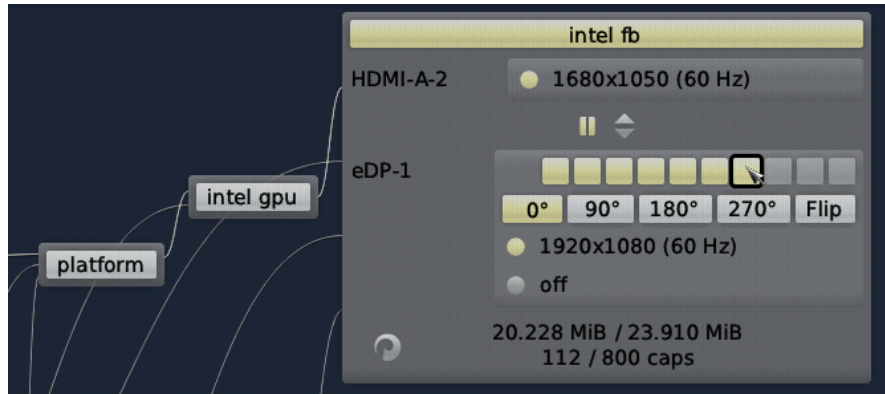 intel fb
HDMI-A-2
1680x1050 (60 Hz)
eDP-1
intel gpu
0° 90° 180° 270° Flip
1920x1080 (60 Hz)
platform
off
20.228 MiB / 23.910 MiB
112 / 800 caps